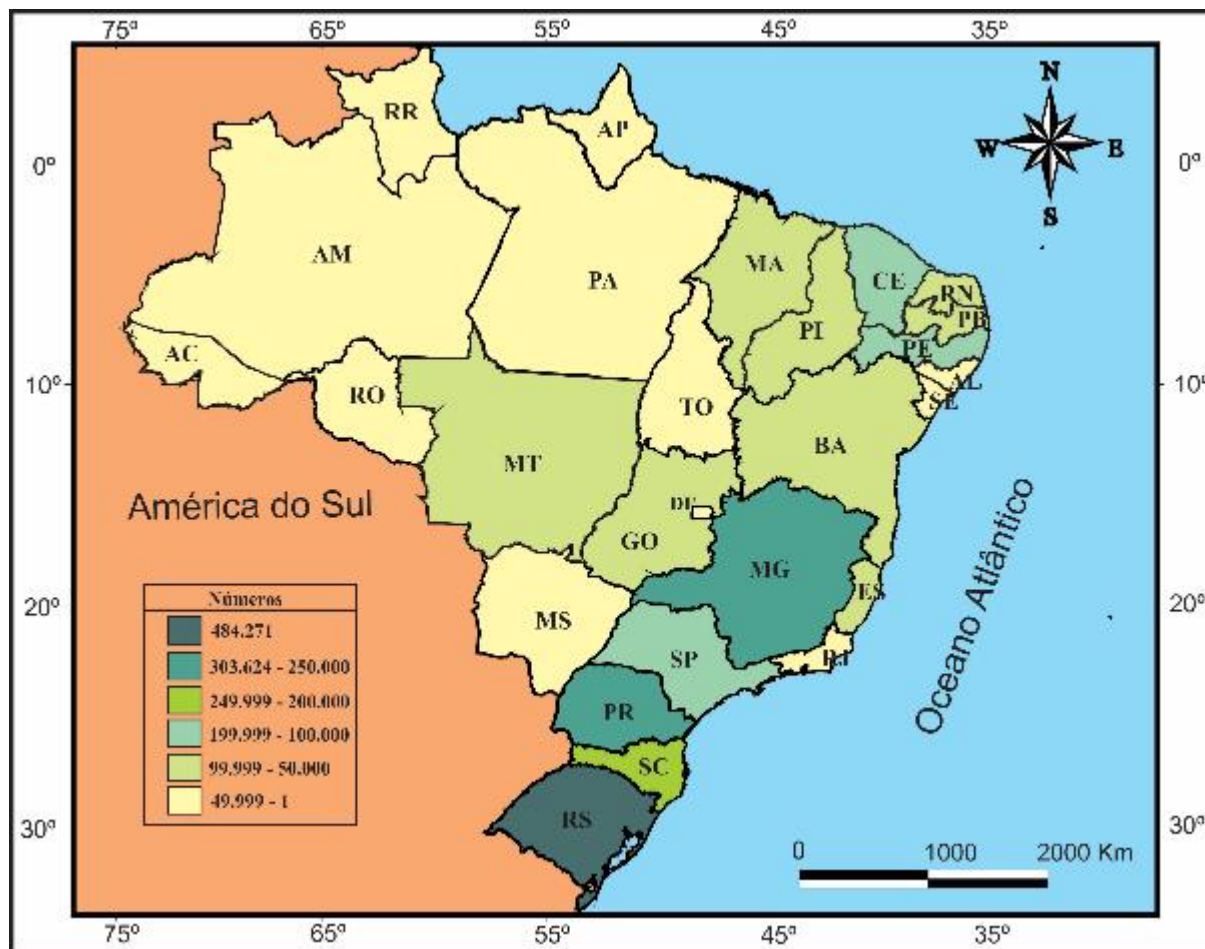 75º 65º 55º 45º 35º
N
W E
S
0º 0º
10º 10º
20º 20º
30º 30º
RR
AP
AM
PA
MA
CE
RN
PB
PI
PE
AC
AL
SE
RO
TO
BA
MT
DF
GO
MG
ES
MS
SP
RJ
PR
SC
RS
América do Sul
Oceano Atlântico
Números
484.271
303.624 - 250.000
249.999 - 200.000
199.999 - 100.000
99.999 - 50.000
49.999 - 1
0 1000 2000 Km
75º 65º 55º 45º 35º